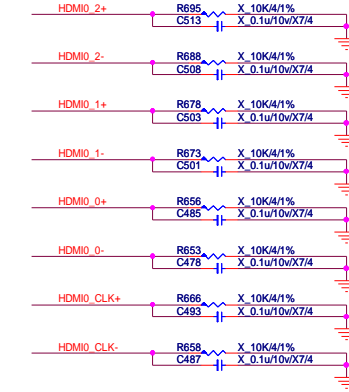 HDMI0_2+ R695 X_10K/4/1%
C513 X_0.1u/10v/X7/4
HDMI0_2- R688 X_10K/4/1%
C508 X_0.1u/10v/X7/4
HDMI0_1+ R678 X_10K/4/1%
C503 X_0.1u/10v/X7/4
HDMI0_1- R673 X_10K/4/1%
C501 X_0.1u/10v/X7/4
HDMI0_0+ R656 X_10K/4/1%
C485 X_0.1u/10v/X7/4
HDMI0_0- R653 X_10K/4/1%
C478 X_0.1u/10v/X7/4
HDMI0_CLK+ R666 X_10K/4/1%
C493 X_0.1u/10v/X7/4
HDMI0_CLK- R658 X_10K/4/1%
C487 X_0.1u/10v/X7/4